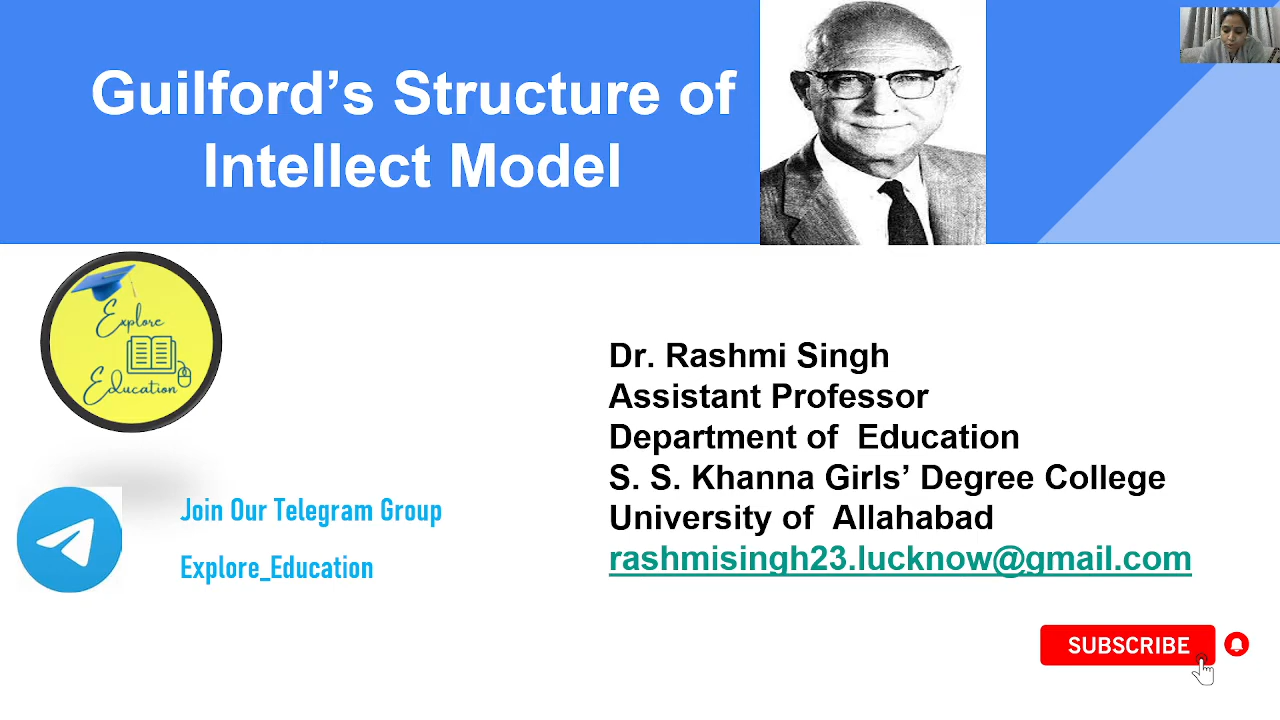 Guilford’s Structure of
Intellect Model
Explore
Education
Dr. Rashmi Singh
Assistant Professor
Department of Education
S. S. Khanna Girls’ Degree College
University of Allahabad
rashmisingh23.lucknow@gmail.com
Join Our Telegram Group
Explore_Education
SUBSCRIBE